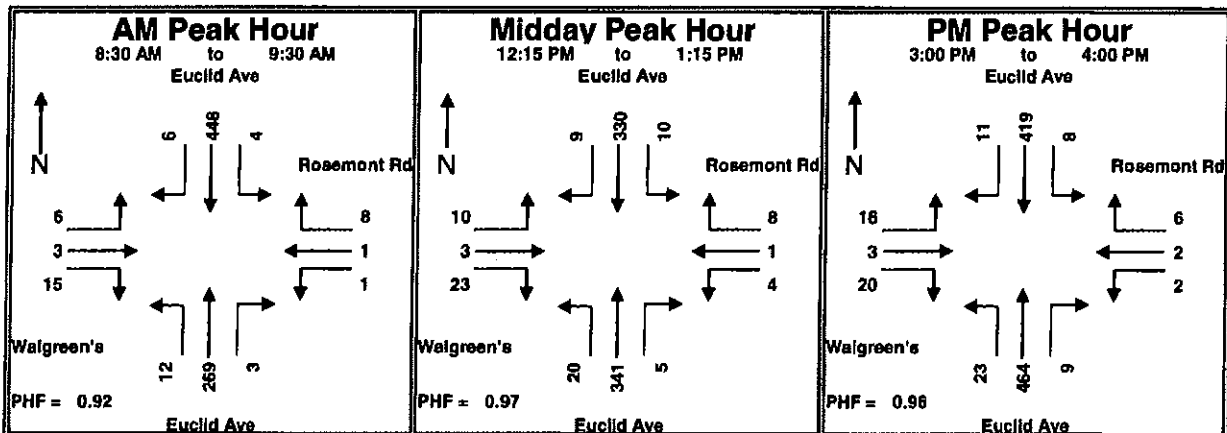 AM Peak Hour
8:30 AM to 9:30 AM
Euclid Ave
6 448 4
N
Rosemont Rd
6 8
3 1
15 1
Walgreen's
12 269 3
PHF = 0.92
Euclid Ave
Midday Peak Hour
12:15 PM to 1:15 PM
Euclid Ave
9 330 10
N
Rosemont Rd
10 8
3 1
23 4
Walgreen's
20 341 5
PHF = 0.97
Euclid Ave
PM Peak Hour
3:00 PM to 4:00 PM
Euclid Ave
11 419 8
N
Rosemont Rd
16 6
3 2
20 2
Walgreen's
23 464 9
PHF = 0.96
Euclid Ave